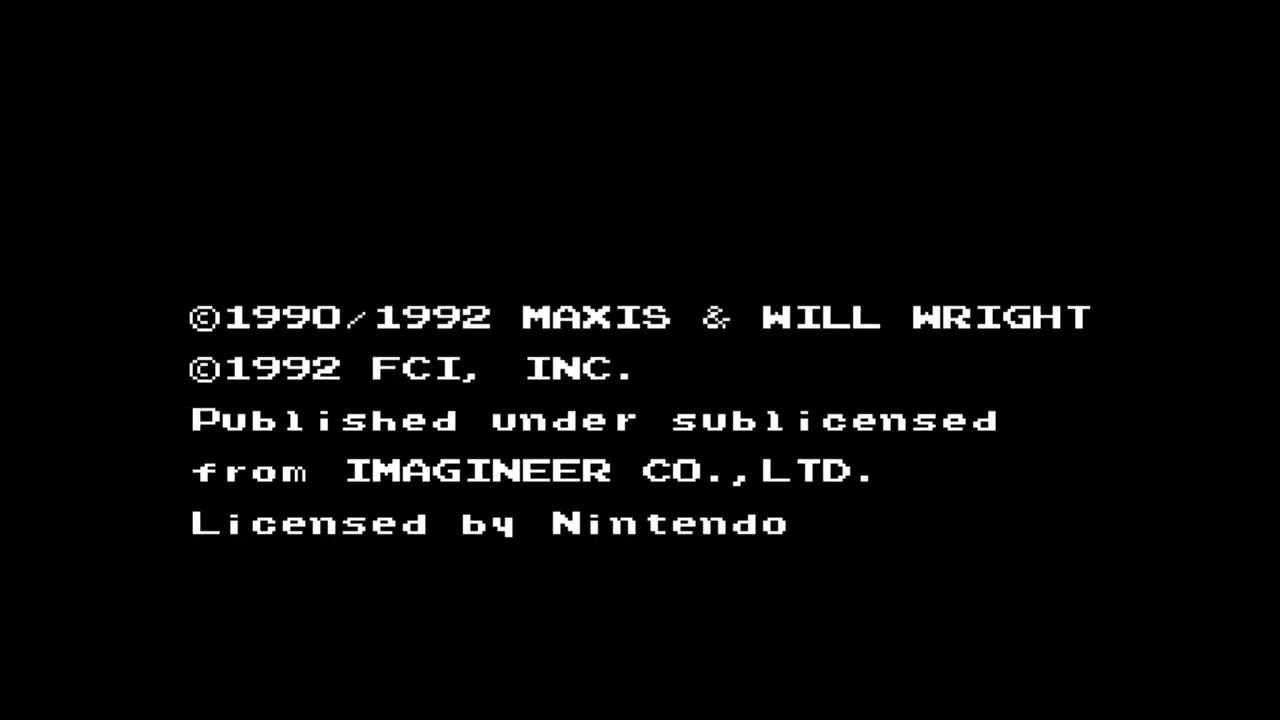 ©1990/1992 MAXIS & WILL WRIGHT
©1992 FCI, INC.
Published under sublicensed
from IMAGINEER CO.,LTD.
Licensed by Nintendo